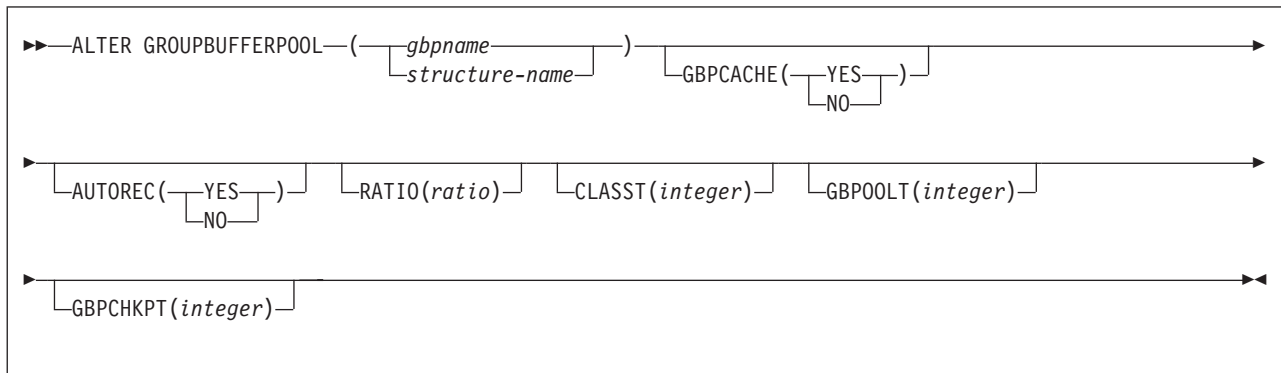 ALTER GROUPBUFFERPOOL ( gbpname )
structure-name
GBPCACHE( YES )
NO
AUTOREC( YES )
NO
RATIO(ratio)
CLASST(integer)
GBPOOLT(integer)
GBPCHKPT(integer)